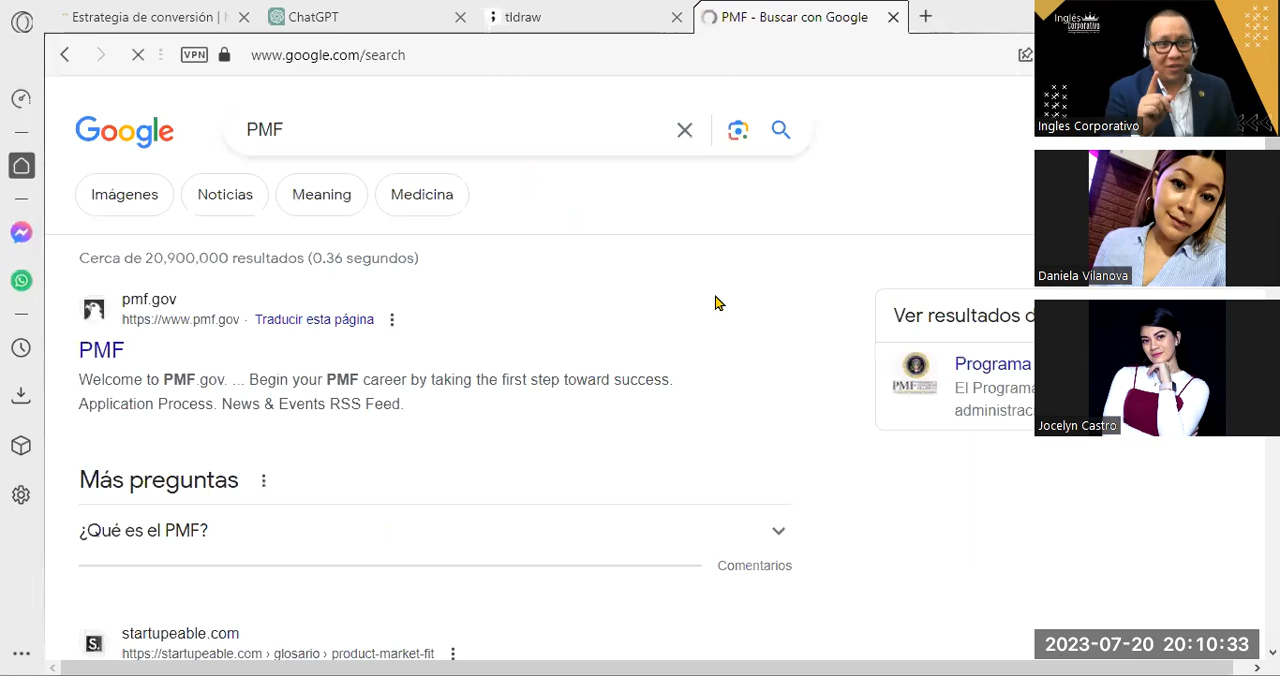 Estrategia de conversión |
ChatGPT
tldraw
PMF - Buscar con Google
VPN
www.google.com/search
Google
PMF
Imágenes
Noticias
Meaning
Medicina
Cerca de 20,900,000 resultados (0.36 segundos)
pmf.gov
https://www.pmf.gov · Traducir esta página
PMF
Welcome to PMF.gov. ... Begin your PMF career by taking the first step toward success.
Application Process. News & Events RSS Feed.
Más preguntas
¿Qué es el PMF?
Comentarios
startupeable.com
https://startupeable.com › glosario › product-market-fit
Ver resultados d
PMF
Programa
El Programa
administrac
Inglés
Corporativo
Ingles Corporativo
Daniela Vilanova
Jocelyn Castro
2023-07-20 20:10:33